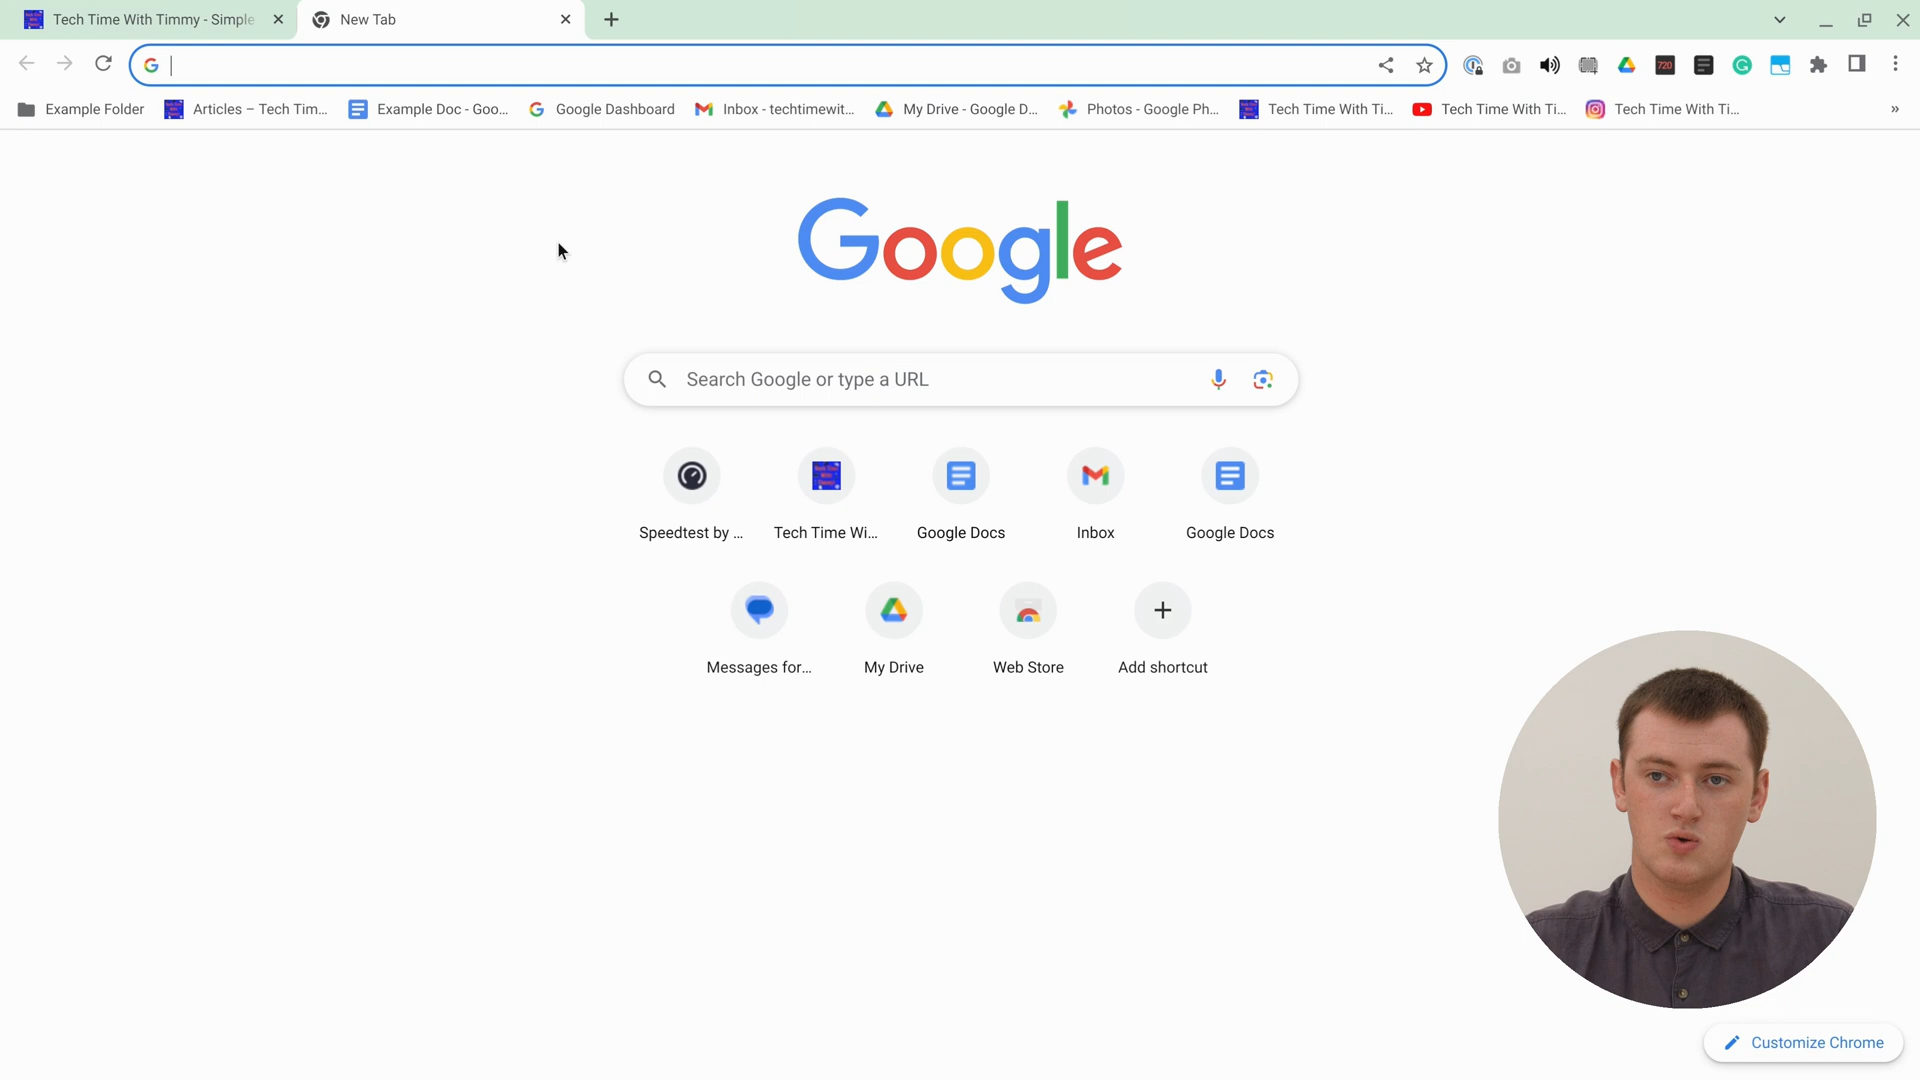 Tech Time With Timmy - Simple
New Tab
Example Folder
Articles – Tech Tim...
Example Doc - Goo...
Google Dashboard
Inbox - techtimewit...
My Drive - Google D...
Photos - Google Ph...
Tech Time With Ti...
Tech Time With Ti...
Tech Time With Ti...
Google
Search Google or type a URL
Speedtest by ...
Tech Time Wi...
Google Docs
Inbox
Google Docs
Messages for...
My Drive
Web Store
Add shortcut
Customize Chrome
720